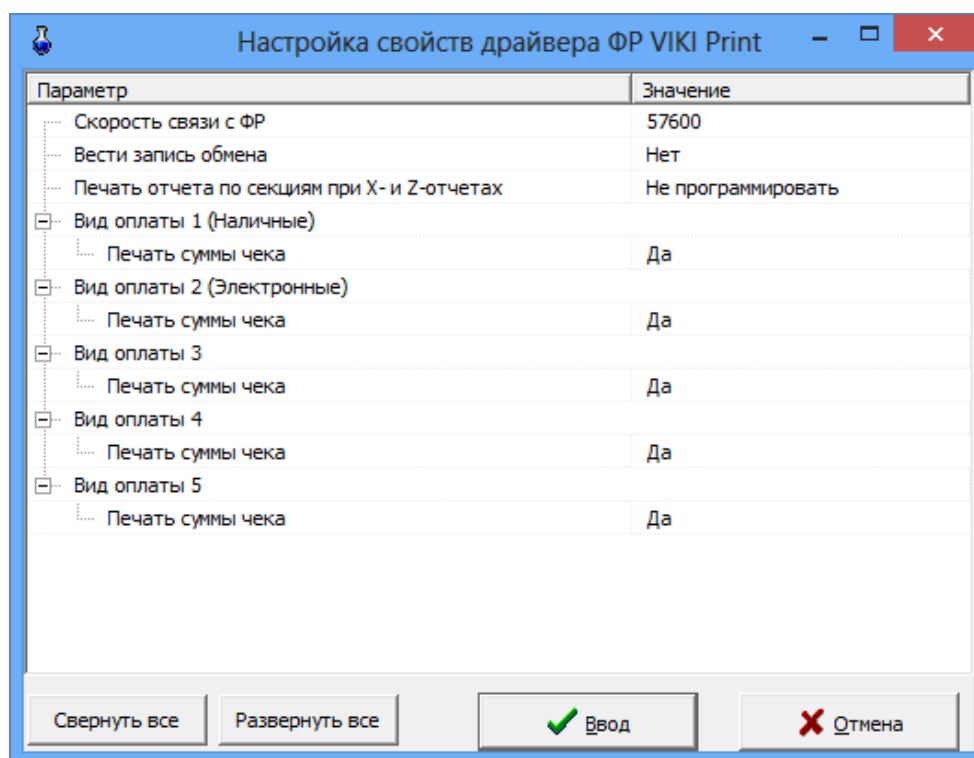 Настройка свойств драйвера ФР VIKI Print
Параметр Значение
Скорость связи с ФР 57600
Вести запись обмена Нет
Печать отчета по секциям при X- и Z-отчетах Не программировать
Вид оплаты 1 (Наличные)
Печать суммы чека Да
Вид оплаты 2 (Электронные)
Печать суммы чека Да
Вид оплаты 3
Печать суммы чека Да
Вид оплаты 4
Печать суммы чека Да
Вид оплаты 5
Печать суммы чека Да
Свернуть все Развернуть все Ввод Отмена